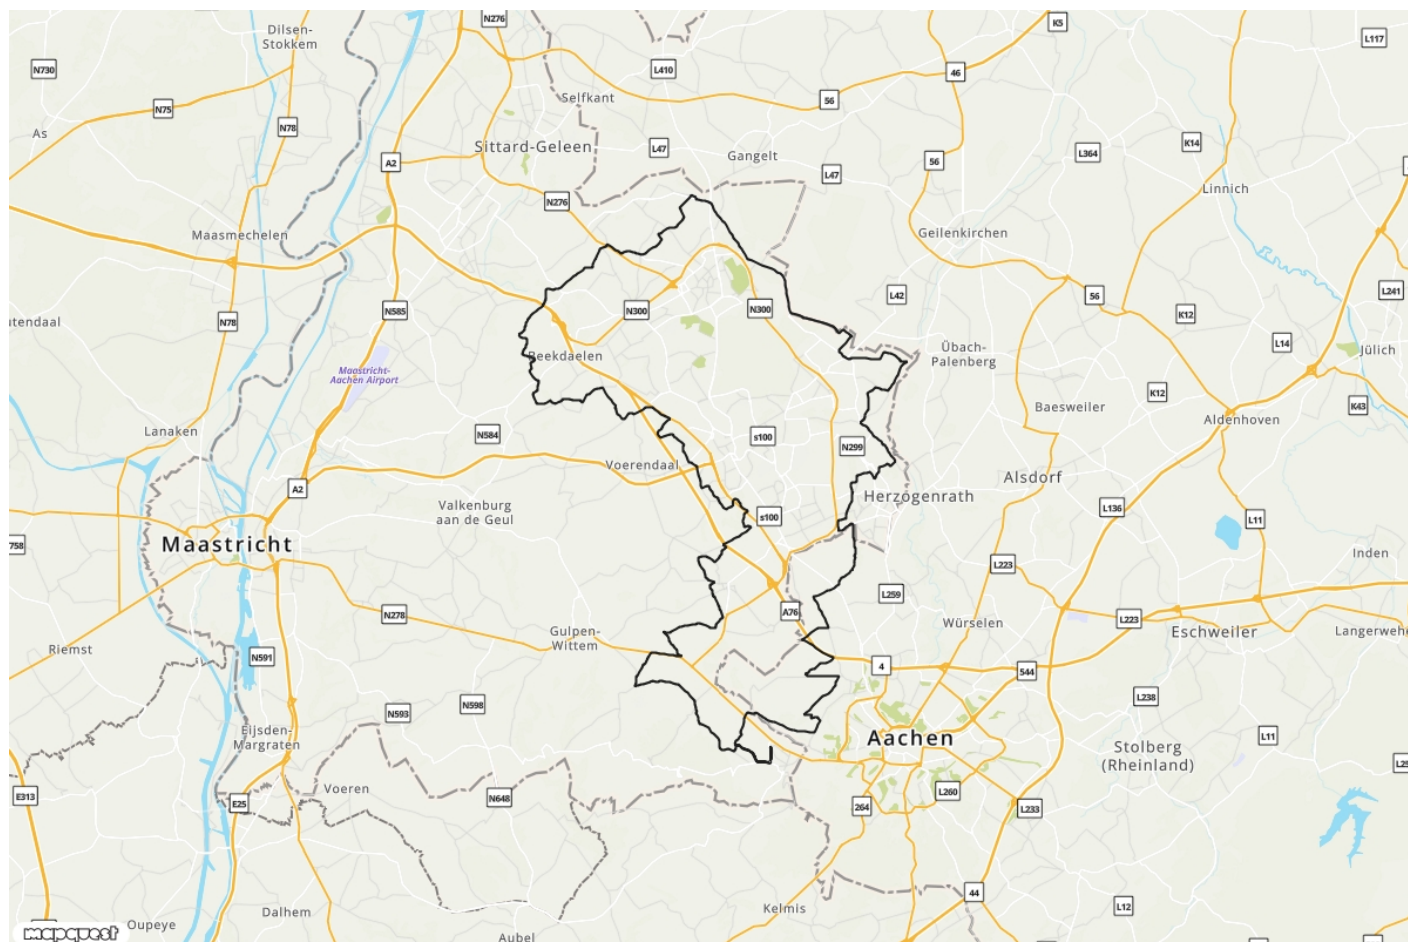 N276
Dilsen-
Stokkem
K5
L117
N730
L410
46
N75
Selfkant
56
N78
As
Sittard-Geleen
L47
Gangelt
56
L364
K14
A2
L47
Linnich
N276
Maasmechelen
Geilenkirchen
L42
56
L241
N585
N300
N300
K12
utendaal
N78
L14
Übach-
Palenberg
Jülich
Beekdaelen
Maastricht-
Aachen Airport
K12
Baesweiler
K43
Aldenhoven
Lanaken
N584
s100
N299
Voerendaal
Alsdorf
A2
Herzogenrath
Valkenburg
aan de Geul
L136
s100
L11
758
Maastricht
Inden
L223
L259
N278
A76
L223
Würselen
Gulpen-
Wittem
Eschweiler
Langerwehe
Riemst
N591
4
544
L238
N598
N593
Eijsden-
Margraten
Aachen
L11
Stolberg
(Rheinland)
L25
Voeren
L260
E313
E25
N648
264
L233
44
L12
Kelmis
Dalhem
Oupeye
mapquest
Aubel